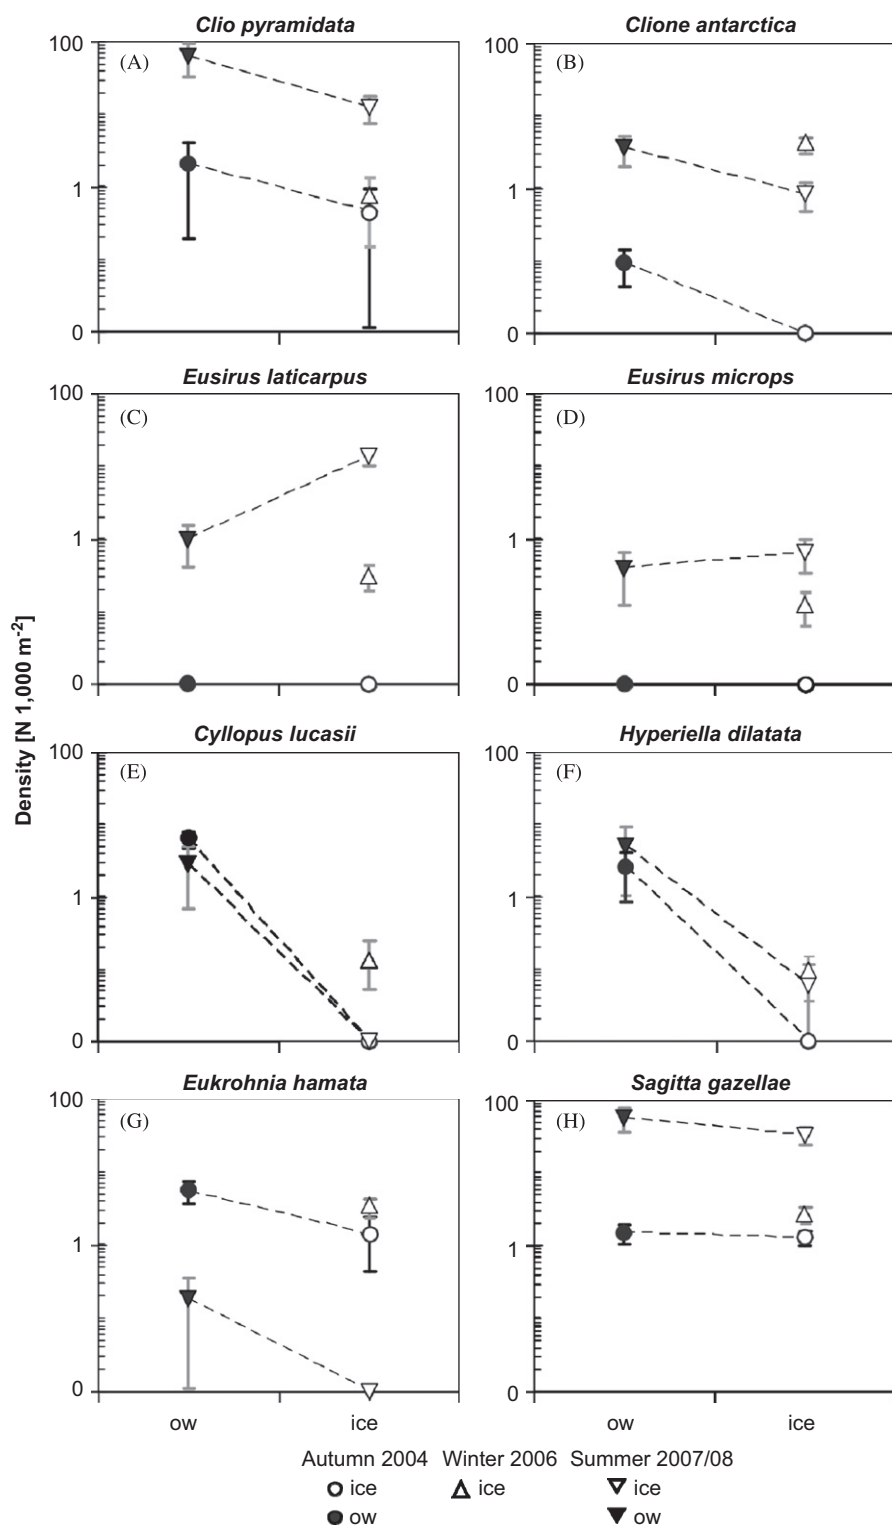 Clio pyramidata
Clione antarctica
100
(A)
1
0
100
(B)
1
0
Eusirus laticarpus
Eusirus microps
100
(C)
1
0
100
(D)
1
0
Cyllopus lucasii
Hyperiella dilatata
100
(E)
1
0
100
(F)
1
0
Eukrohnia hamata
Sagitta gazellae
100
(G)
1
0
100
(H)
1
0
Density [N 1,000 m-2]
ow ice ow ice
Autumn 2004 Winter 2006 Summer 2007/08
ice ice ice
ow ow